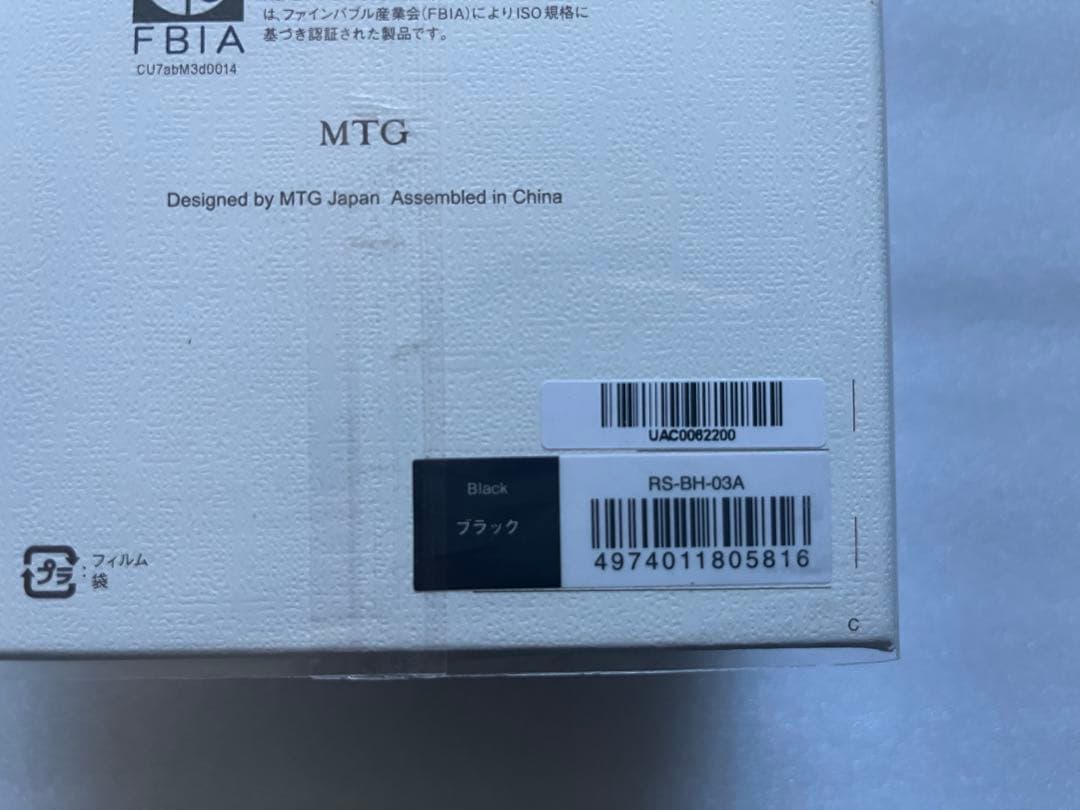 は、ファインバブル産業会(FBIA)によりISO規格に
基づき認証された製品です。
FBIA
CU7abM3d0014
MTG
Designed by MTG Japan Assembled in China
UAC0062200
Black
ブラック
RS-BH-03A
4974011805816
プラ
:フィルム
袋
C